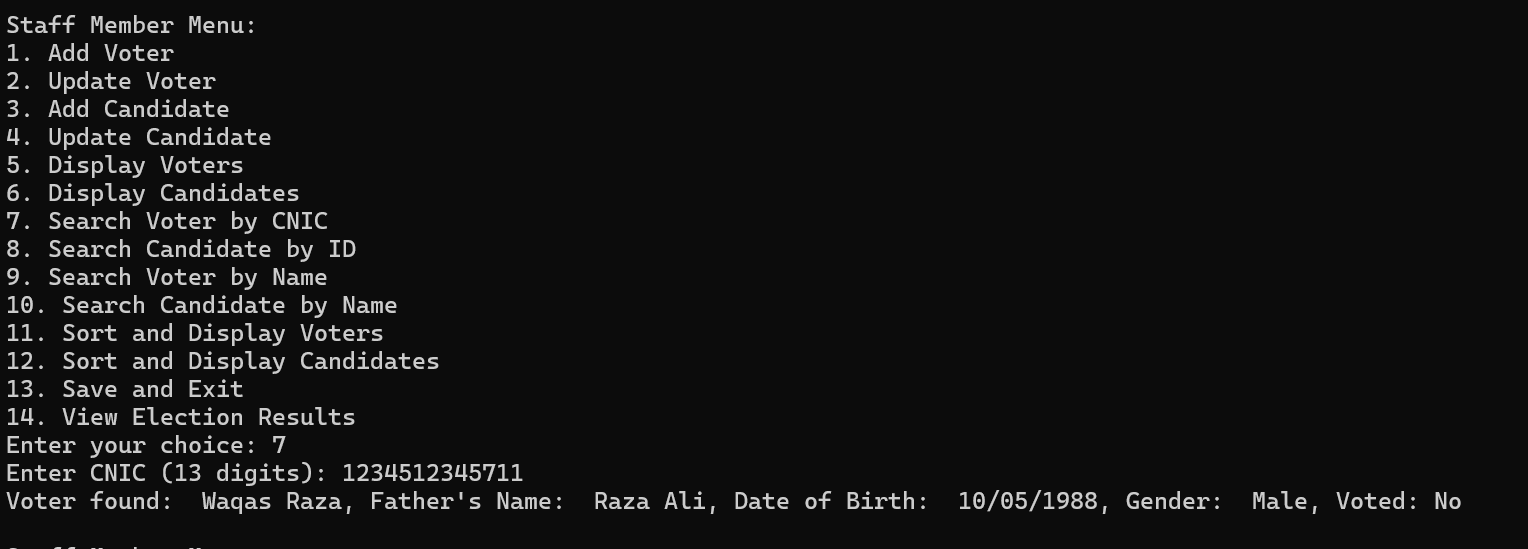 Staff Member Menu:
1. Add Voter
2. Update Voter
3. Add Candidate
4. Update Candidate
5. Display Voters
6. Display Candidates
7. Search Voter by CNIC
8. Search Candidate by ID
9. Search Voter by Name
10. Search Candidate by Name
11. Sort and Display Voters
12. Sort and Display Candidates
13. Save and Exit
14. View Election Results
Enter your choice: 7
Enter CNIC (13 digits): 1234512345711
Voter found:  Waqas Raza, Father's Name:  Raza Ali, Date of Birth:  10/05/1988, Gender:  Male, Voted: No